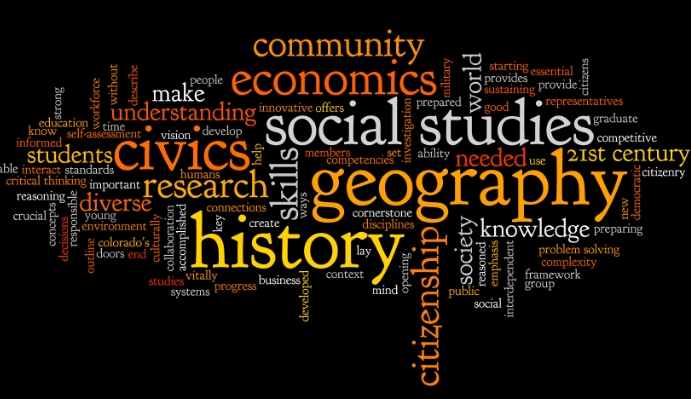 community
economics
social studies
geography
history
civics
citizenship
research
understanding
make
people
skills
world
needed
21st century
knowledge
society
students
diverse
strong
workforce
without
describe
education
know
time
self-assessment
informed
vision
develop
innovative offers
help
members
competencies
set
investigation
prepared
military
good
starting
essential
provides
sustaining
provide
citizens
representatives
graduate
competitive
ability
use
citizenry
democratic
new
able
interact
standards
critical thinking
important
humans
reasoning
crucial
concepts
responsible
decisions
young
environment
outline
colorado's
doors
end
culturally
collaboration
accomplished
key
connections
create
ways
cornerstone
disciplines
lay
context
mind
opening
vitally
studies
systems
progress
business
developed
public
social
reasoned
emphasis
interdependent
preparing
problem solving
complexity
framework
group